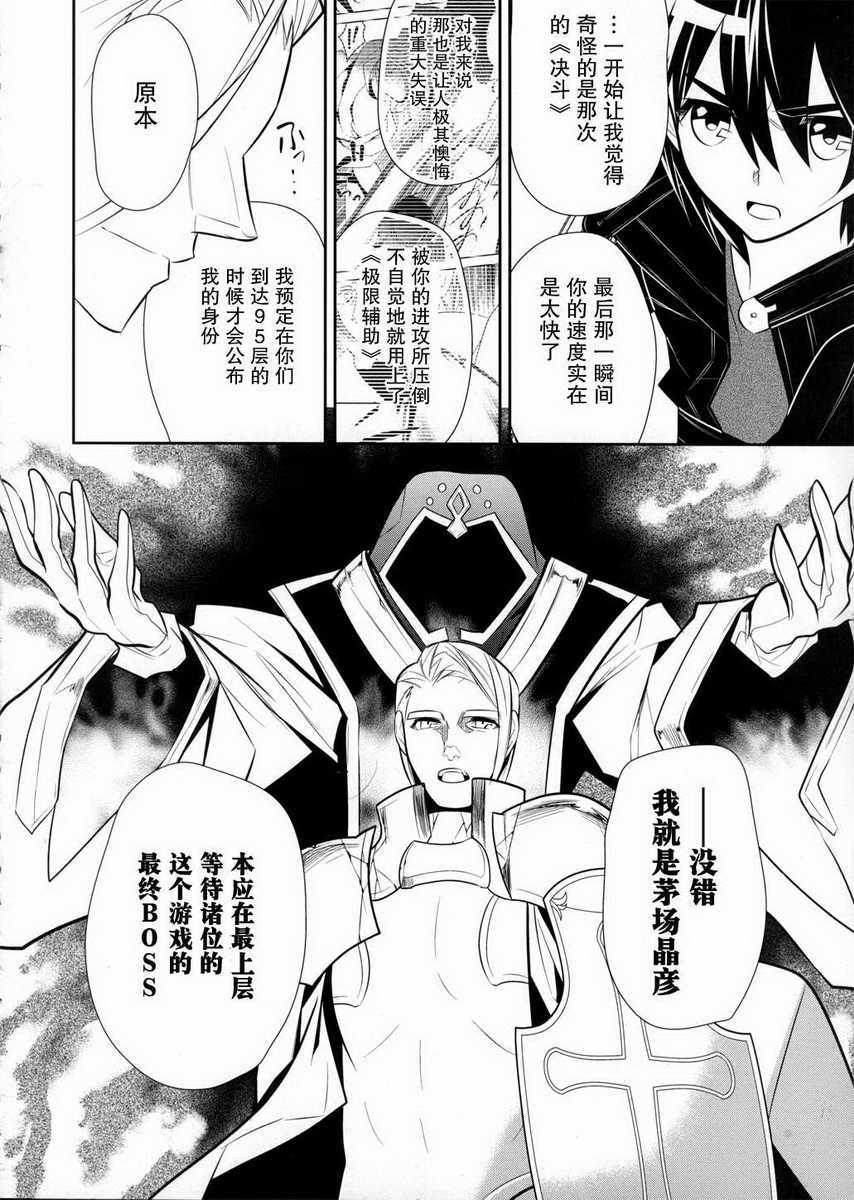 …一开始让我觉得
奇怪的是那次
的《决斗》
最后那一瞬间
你的速度实在
是太快了
对我来说
那也是让人极其懊悔
的重大失误
被你的进攻所压倒
不自觉地就用上了
《极限辅助》
原本
ふっ…
我预定在你们
到达95层的
时候才会公布
我的身份
——没错
我就是茅场晶彦
本应在最上层
等待诸位的
这个游戏的
最终BOSS